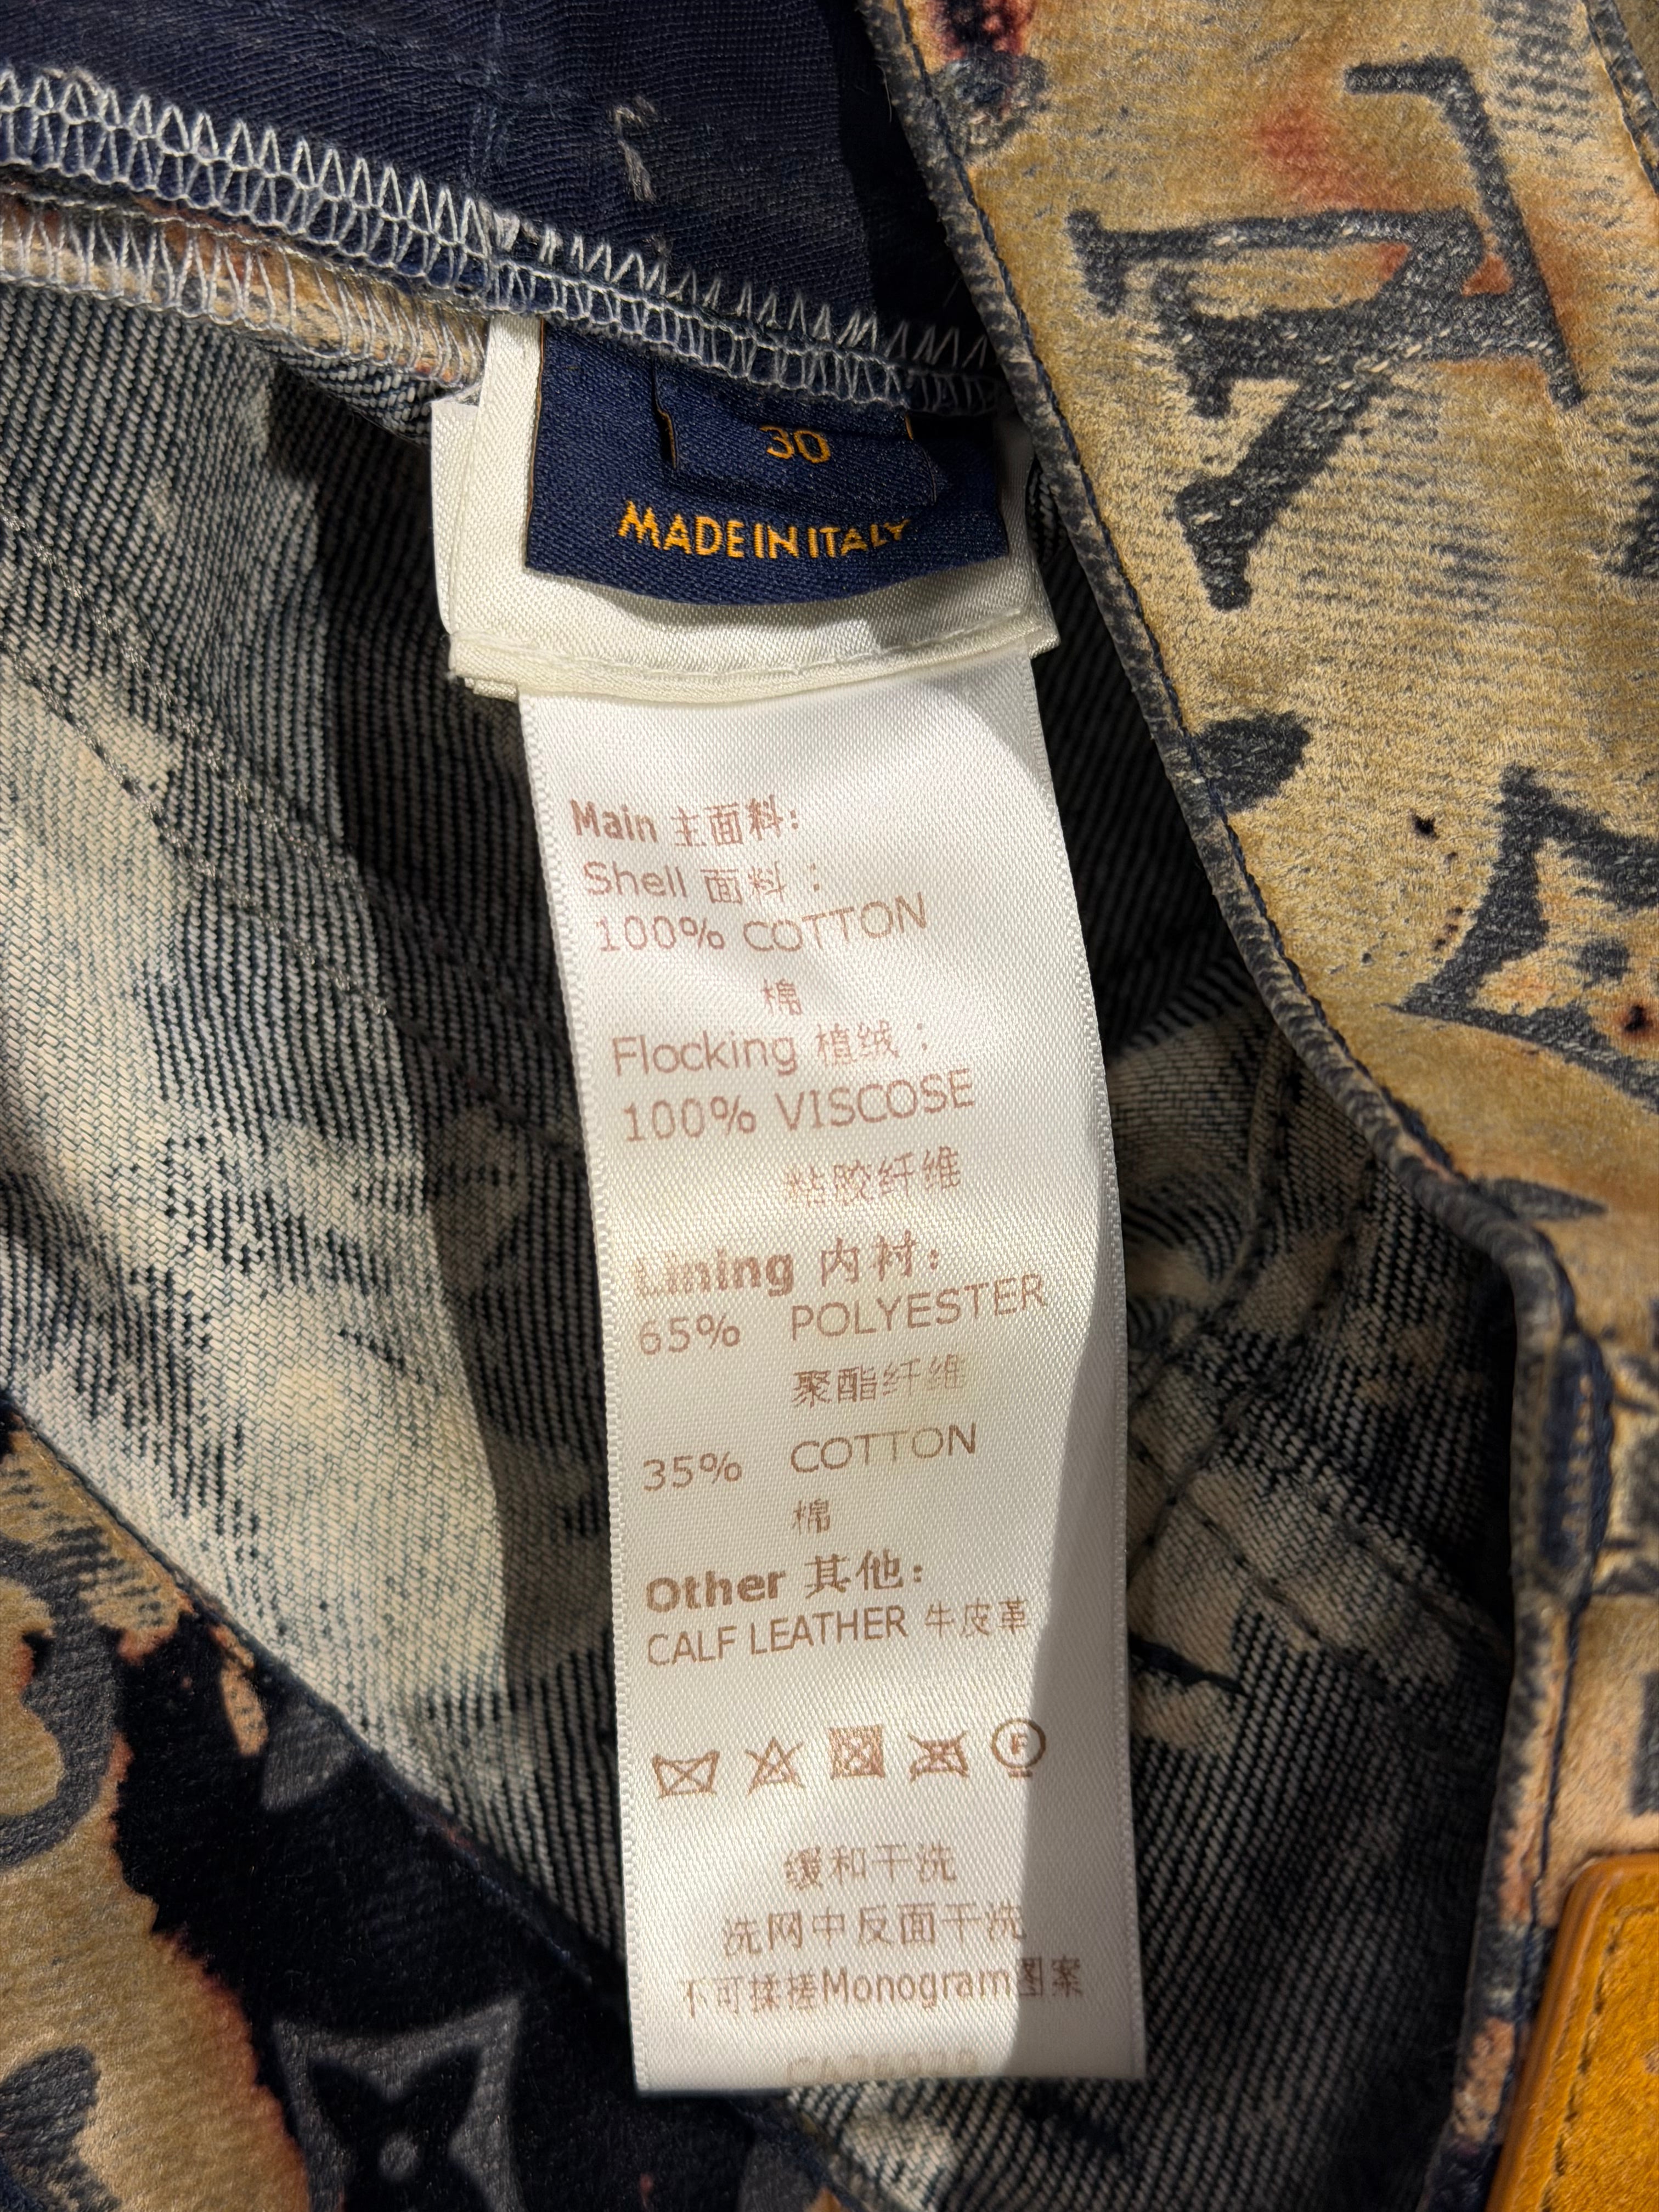 30
MADE IN ITALY
Main 主面料:
Shell 面料 :
100% COTTON
棉
Flocking 植绒 :
100% VISCOSE
粘胶纤维
Lining 内衬:
65% POLYESTER
聚酯纤维
35% COTTON
棉
Other 其他:
CALF LEATHER 牛皮革
F
缓和干洗
洗网中反面干洗
不可揉搓Monogram图案